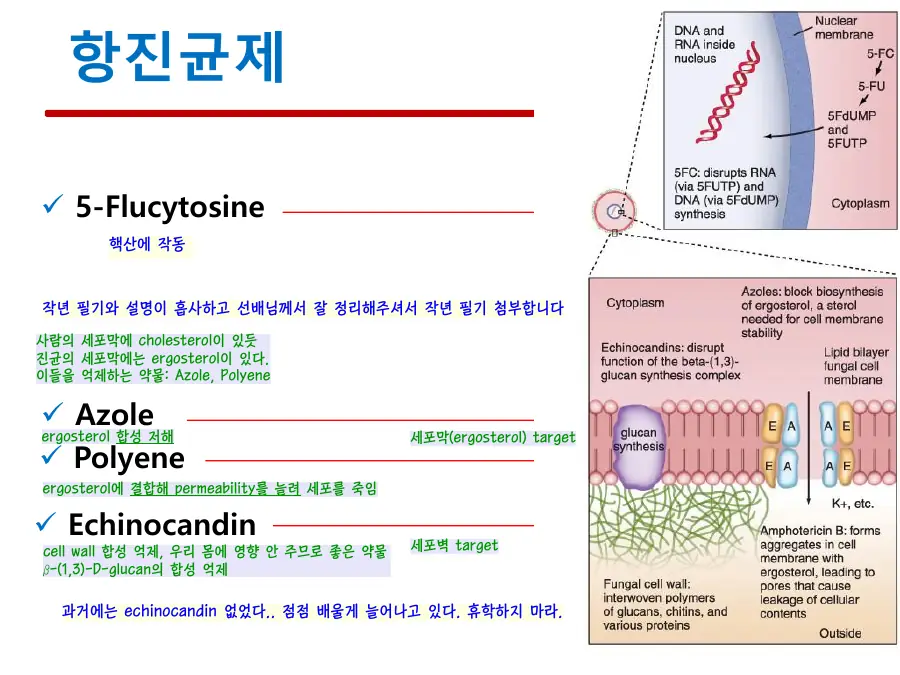 항진균제
5-Flucytosine
핵산에 작동
작년 필기와 설명이 흡사하고 선배님께서 잘 정리해주셔서 작년 필기 첨부합니다
사람의 세포막에 cholesterol이 있듯
진균의 세포막에는 ergosterol이 있다.
이들을 억제하는 약물: Azole, Polyene
Azole
ergosterol 합성 저해
세포막(ergosterol) target
Polyene
ergosterol에 결합해 permeability를 늘려 세포를 죽임
Echinocandin
cell wall 합성 억제, 우리 몸에 영향 안 주므로 좋은 약물
β-(1,3)-D-glucan의 합성 억제
세포벽 target
과거에는 echinocandin 없었다.. 점점 배울게 늘어나고 있다. 휴학하지 마라.
DNA and
RNA inside
nucleus
Nuclear
membrane
5-FC
5-FU
5FdUMP
and
5FUTP
5FC: disrupts RNA
(via 5FUTP) and
DNA (via 5FdUMP)
synthesis
Cytoplasm
Cytoplasm
Azoles: block biosynthesis
of ergosterol, a sterol
needed for cell membrane
stability
Echinocandins: disrupt
function of the beta-(1,3)-
glucan synthesis complex
Lipid bilayer
fungal cell
membrane
glucan
synthesis
E A A E
E A A E
K+, etc.
Amphotericin B: forms
aggregates in cell
membrane with
ergosterol, leading to
pores that cause
leakage of cellular
contents
Fungal cell wall:
interwoven polymers
of glucans, chitins, and
various proteins
Outside